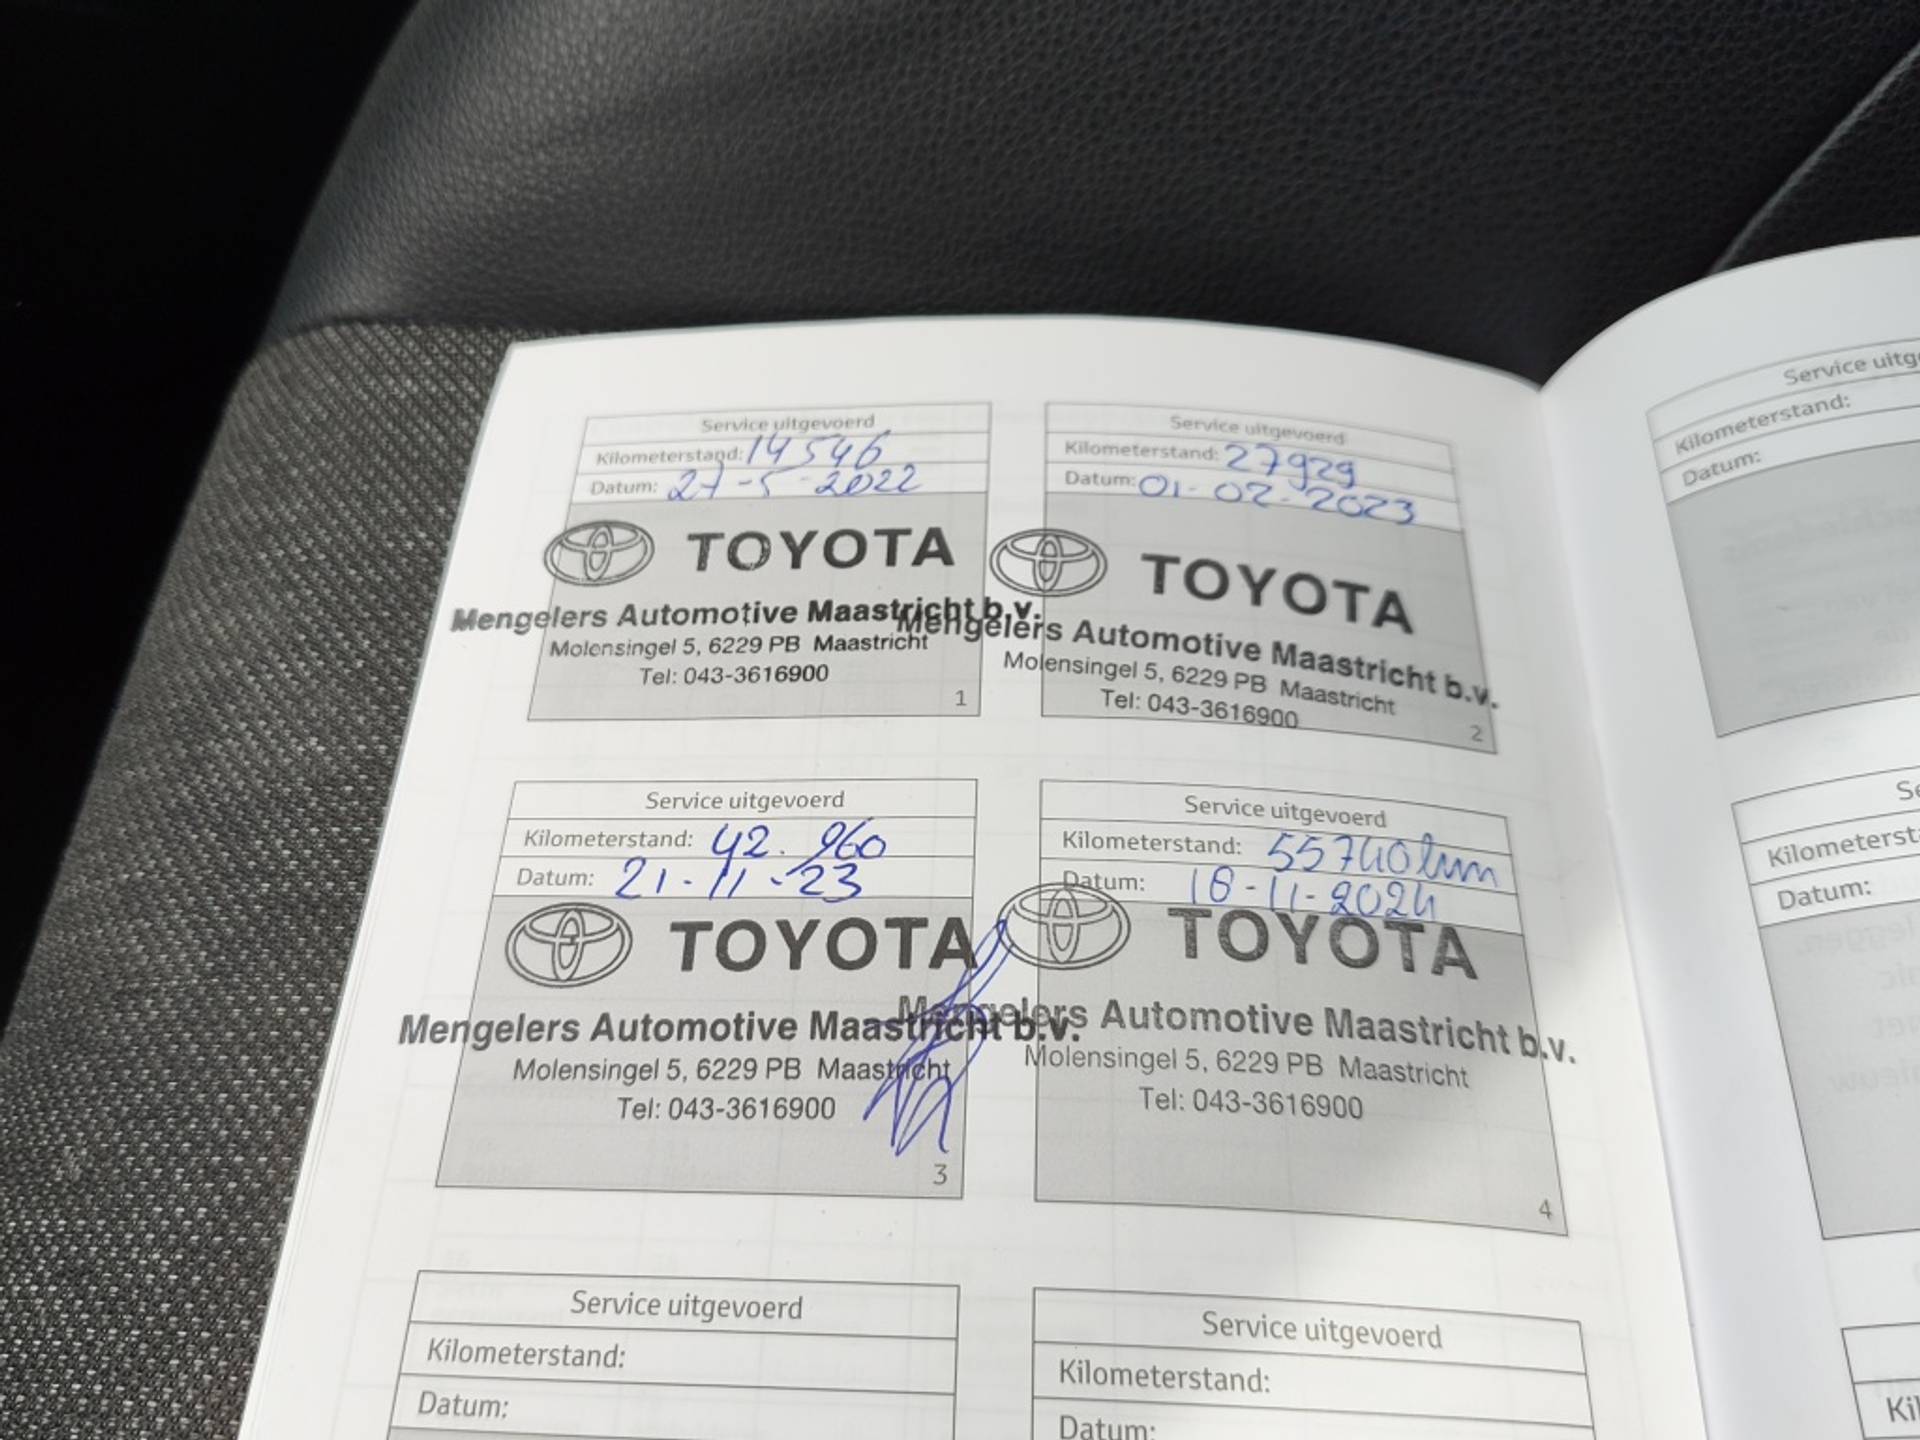 Service uitgevoerd
Kilometerstand: 14546
Datum: 27-5-2022
TOYOTA
Mengelers Automotive Maastricht b.v.
Molensingel 5, 6229 PB Maastricht
Tel: 043-3616900
1
Service uitgevoerd
Kilometerstand: 27929
Datum: 01-02-2023
TOYOTA
Mengelers Automotive Maastricht b.v.
Molensingel 5, 6229 PB Maastricht
Tel: 043-3616900
2
Service uitgevoerd
Kilometerstand: 42.960
Datum: 21-11-23
TOYOTA
Mengelers Automotive Maastricht b.v.
Molensingel 5, 6229 PB Maastricht
Tel: 043-3616900
3
Service uitgevoerd
Kilometerstand: 55740km
Datum: 18-11-2024
TOYOTA
Mengelers Automotive Maastricht b.v.
Molensingel 5, 6229 PB Maastricht
Tel: 043-3616900
4
Service uitgevoerd
Kilometerstand:
Datum:
Service uitgevoerd
Kilometerstand:
Datum:
Service uitg
Kilometerstand:
Datum:
Se
Kilometersta
Datum:
Kil